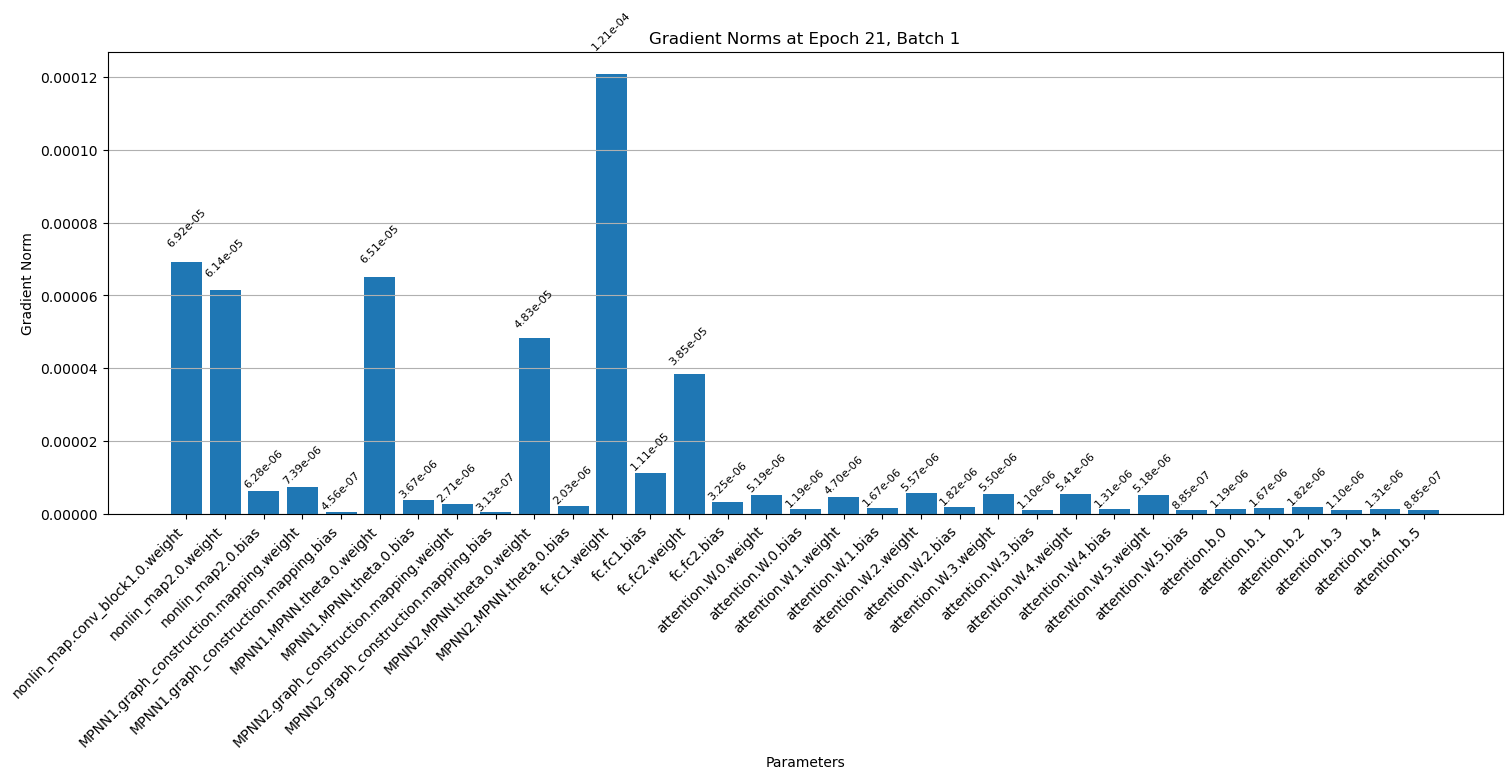 Gradient Norms at Epoch 21, Batch 1
Gradient Norm
0.00012
0.00010
0.00008
0.00006
0.00004
0.00002
0.00000
6.92e-05
6.14e-05
6.28e-06
7.39e-06
4.56e-07
6.51e-05
3.67e-06
2.71e-06
3.13e-07
4.83e-05
2.03e-06
1.21e-04
1.11e-05
3.85e-05
3.25e-06
5.19e-06
1.19e-06
4.70e-06
1.67e-06
5.57e-06
1.82e-06
5.50e-06
1.10e-06
5.41e-06
1.31e-06
5.18e-06
8.85e-07
1.19e-06
1.67e-06
1.82e-06
1.10e-06
1.31e-06
8.85e-07
nonlin_map.conv_block1.0.weight
nonlin_map2.0.weight
nonlin_map2.0.bias
MPNN1.graph_construction.mapping.weight
MPNN1.graph_construction.mapping.bias
MPNN1.MPNN.theta.0.weight
MPNN1.MPNN.theta.0.bias
MPNN2.graph_construction.mapping.weight
MPNN2.graph_construction.mapping.bias
MPNN2.MPNN.theta.0.weight
MPNN2.MPNN.theta.0.bias
fc.fc1.weight
fc.fc1.bias
fc.fc2.weight
fc.fc2.bias
attention.W.0.weight
attention.W.0.bias
attention.W.1.weight
attention.W.1.bias
attention.W.2.weight
attention.W.2.bias
attention.W.3.weight
attention.W.3.bias
attention.W.4.weight
attention.W.4.bias
attention.W.5.weight
attention.W.5.bias
attention.b.0
attention.b.1
attention.b.2
attention.b.3
attention.b.4
attention.b.5
Parameters